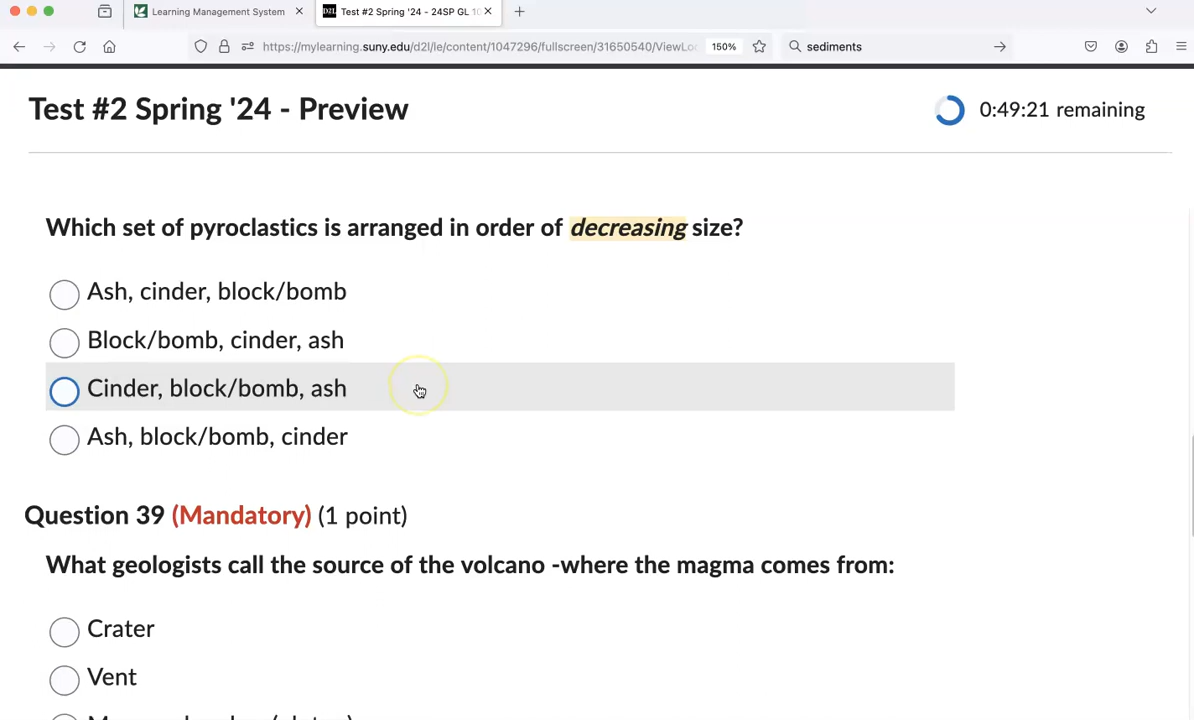 Learning Management System
D2L Test #2 Spring '24 - 24SP GL 10
https://mylearning.suny.edu/d2l/le/content/1047296/fullscreen/31650540/ViewLo
150%
sediments
Test #2 Spring '24 - Preview
0:49:21 remaining
Which set of pyroclastics is arranged in order of decreasing size?
Ash, cinder, block/bomb
Block/bomb, cinder, ash
Cinder, block/bomb, ash
Ash, block/bomb, cinder
Question 39 (Mandatory) (1 point)
What geologists call the source of the volcano -where the magma comes from:
Crater
Vent